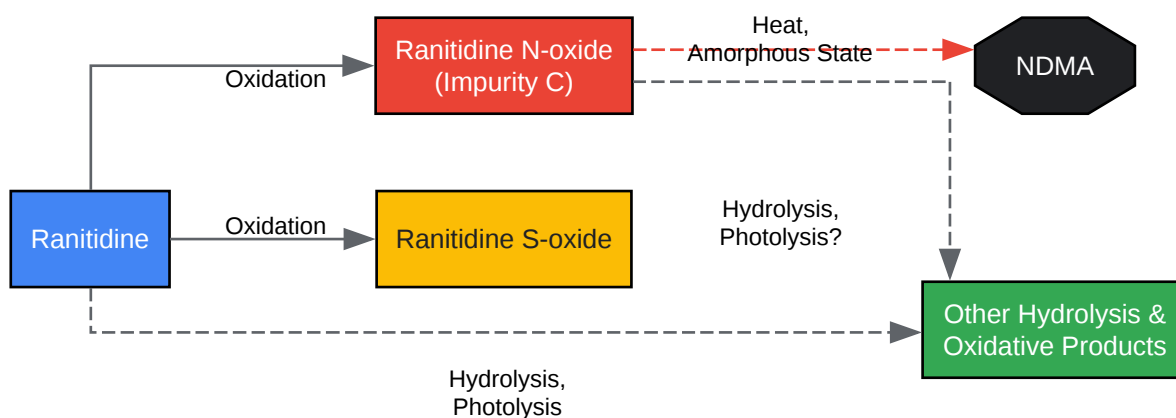 Heat,
Amorphous State
Ranitidine N-oxide
(Impurity C)
NDMA
Oxidation
Ranitidine
Oxidation
Ranitidine S-oxide
Hydrolysis,
Photolysis?
Other Hydrolysis &
Oxidative Products
Hydrolysis,
Photolysis